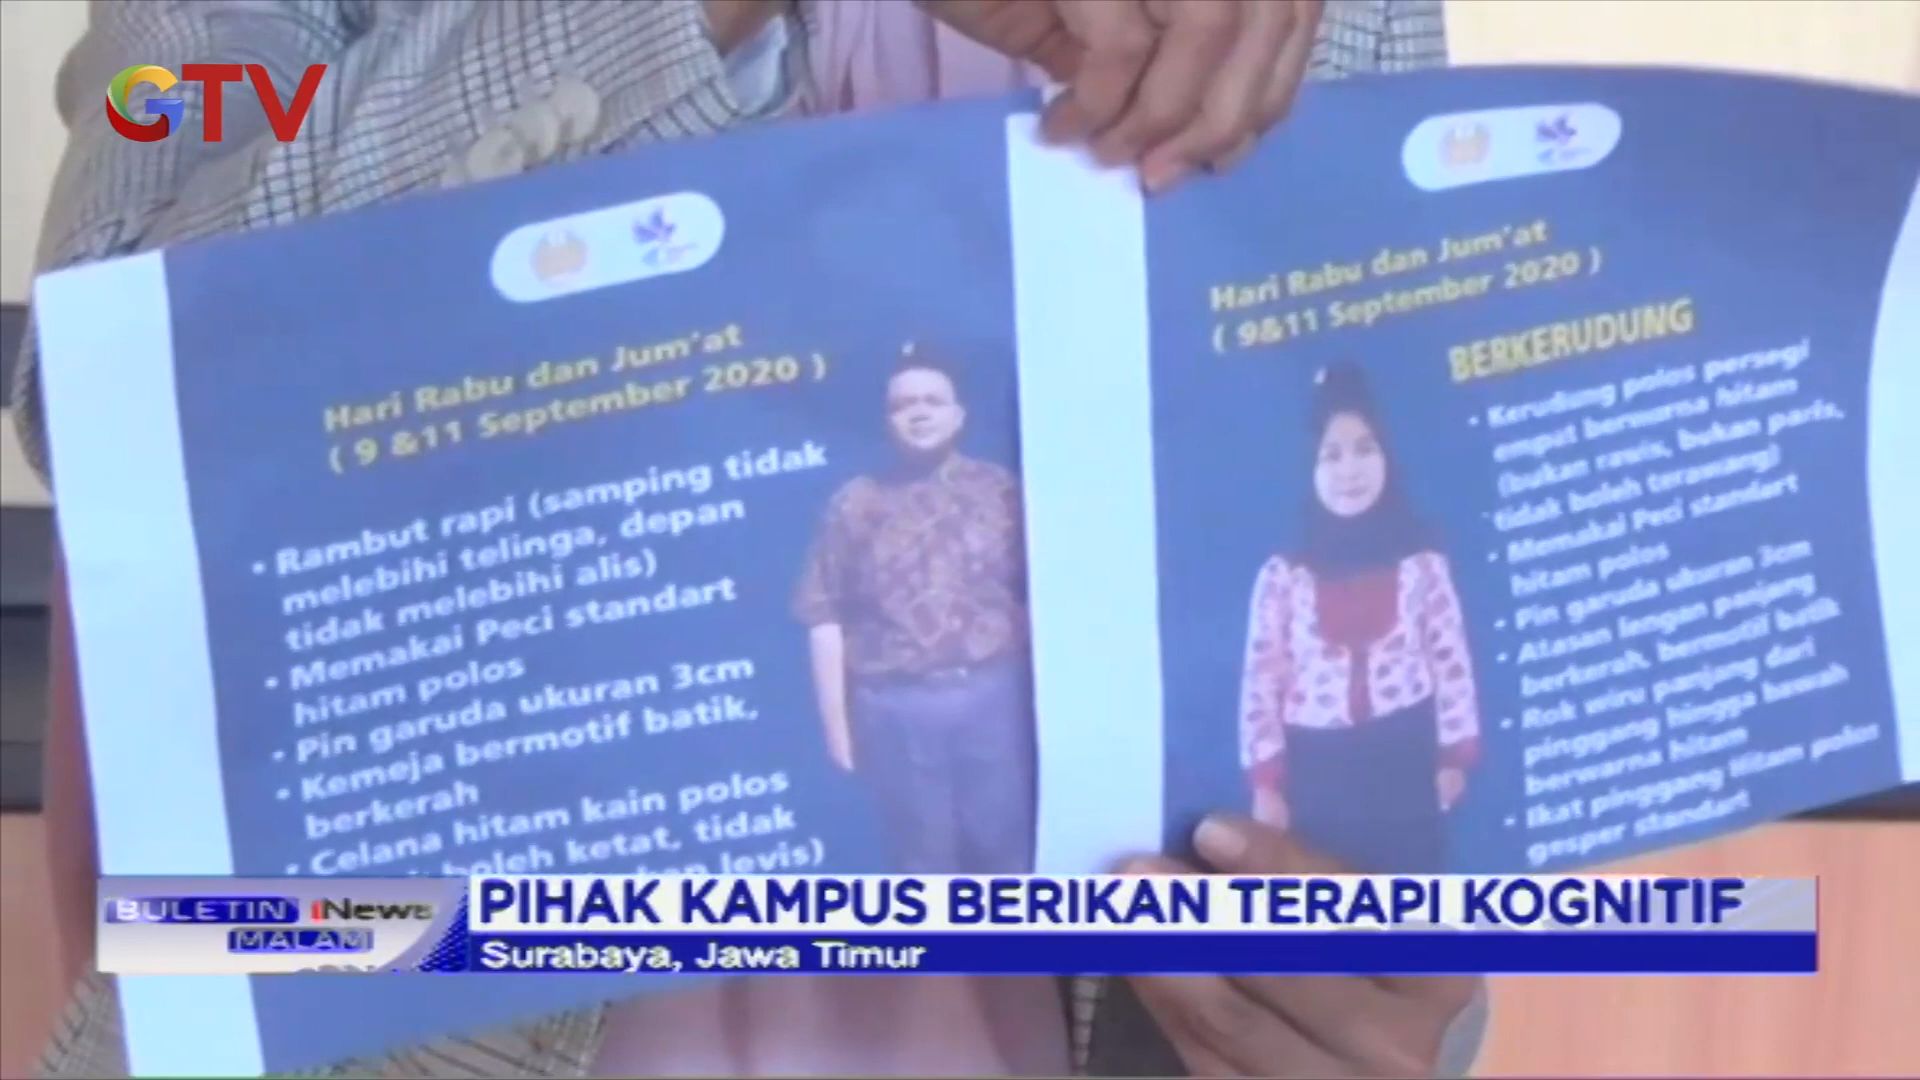 GTV
Hari Rabu dan Jum'at
( 9 &11 September 2020 )
• Rambut rapi (samping tidak
melebihi telinga, depan
tidak melebihi alis)
• Memakai Peci standart
hitam polos
• Pin garuda ukuran 3cm
• Kemeja bermotif batik,
berkerah
• Celana hitam kain polos
boleh ketat, tidak
levis)
Hari Rabu dan Jum'at
( 9&11 September 2020 )
BERKERUDUNG
• Kerudung polos persegi
empat berwurna hitam
(bukan rawis, bukan paris,
tidak boleh terawang)
• Memakai Peci standart
hitam polos
• Pin garuda ukuran 3cm
• Atasan lengan panjang
berkerah, bermotif batik
• Rok wiru panjang dari
pinggang hingga bawah
berwarna hitam
• Ikat pinggang Hitam polos
gesper standart
BULETIN iNews
MALAM
PIHAK KAMPUS BERIKAN TERAPI KOGNITIF
Surabaya, Jawa Timur